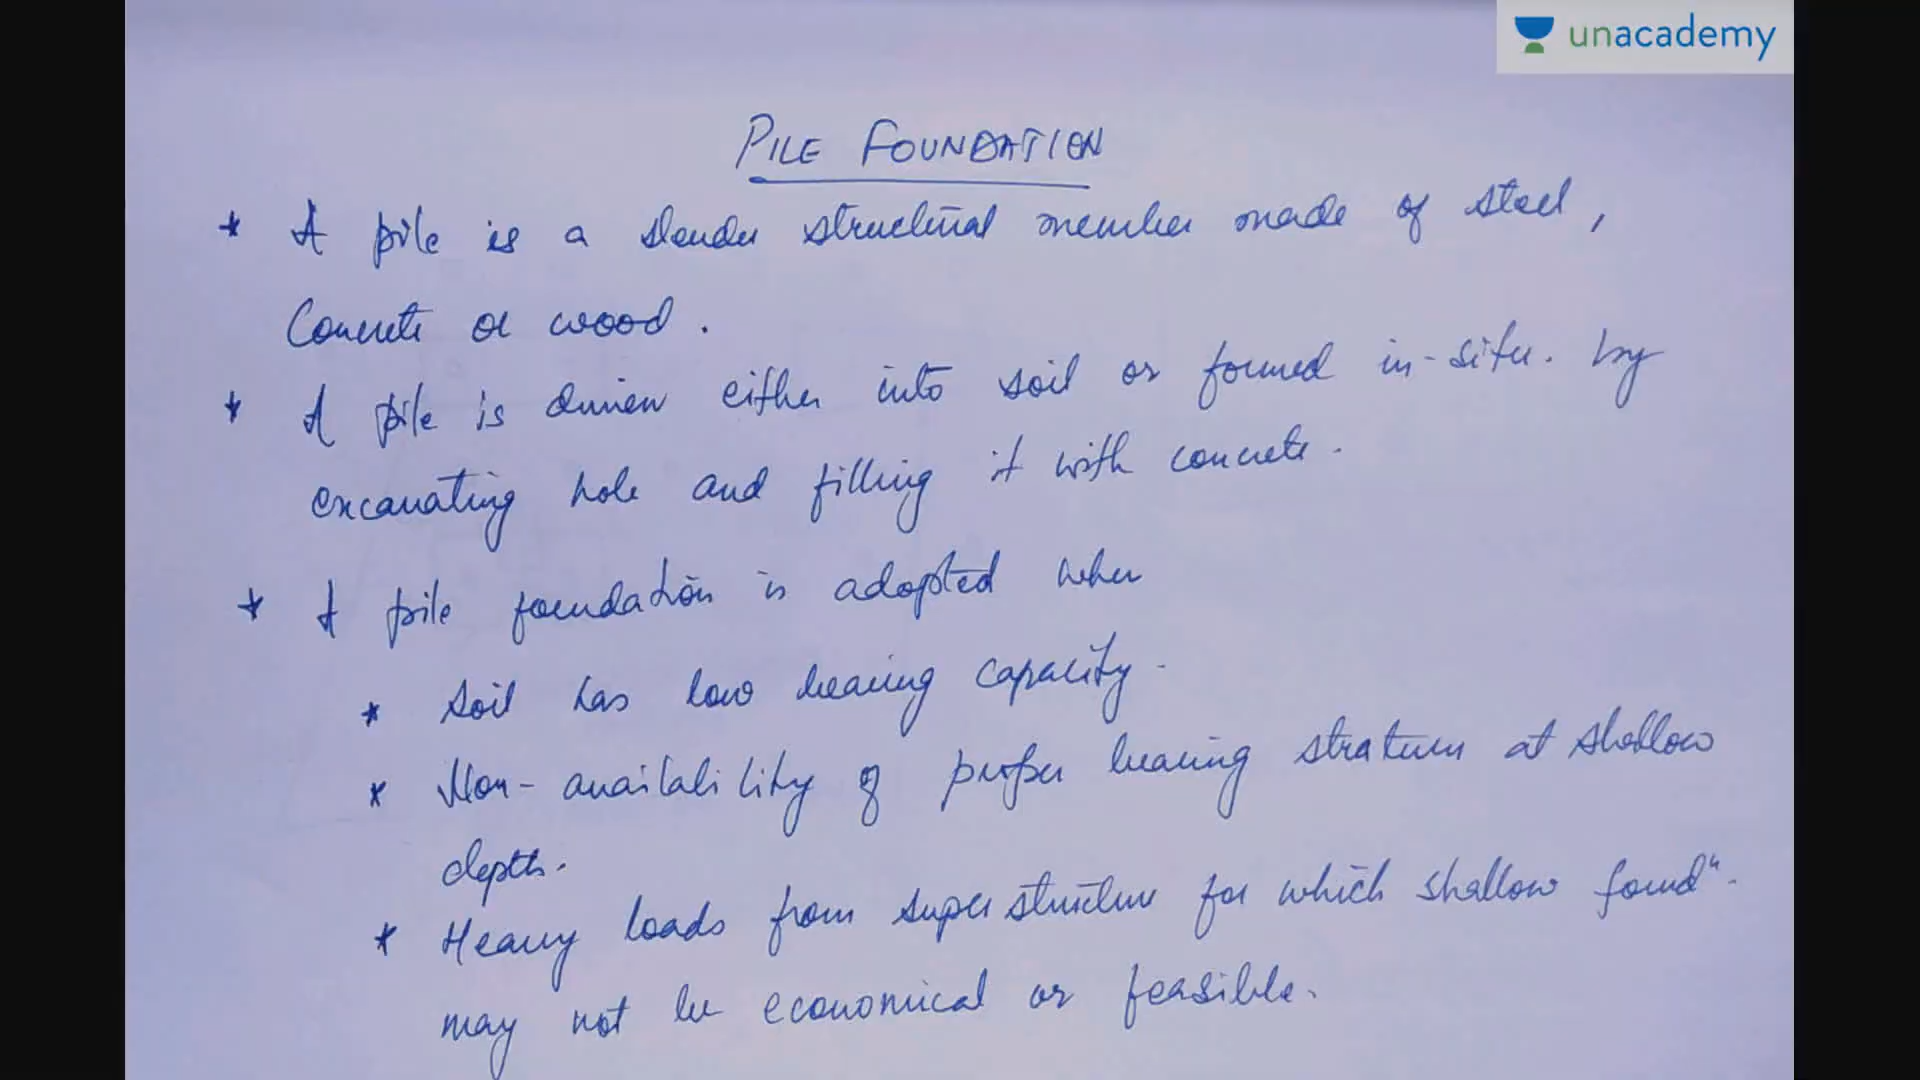 unacademy
PILE FOUNDATION
* A pile is a slender structural member made of steel,
Concrete or wood.
* A pile is driven either into soil or formed in-situ. by
excavating hole and filling it with concrete.
* A pile foundation is adopted when
* Soil has low bearing capacity.
* Non-availability of proper bearing stratum at shallow
depth.
* Heavy loads from superstructure for which shallow foundⁿ.
may not be economical or feasible.